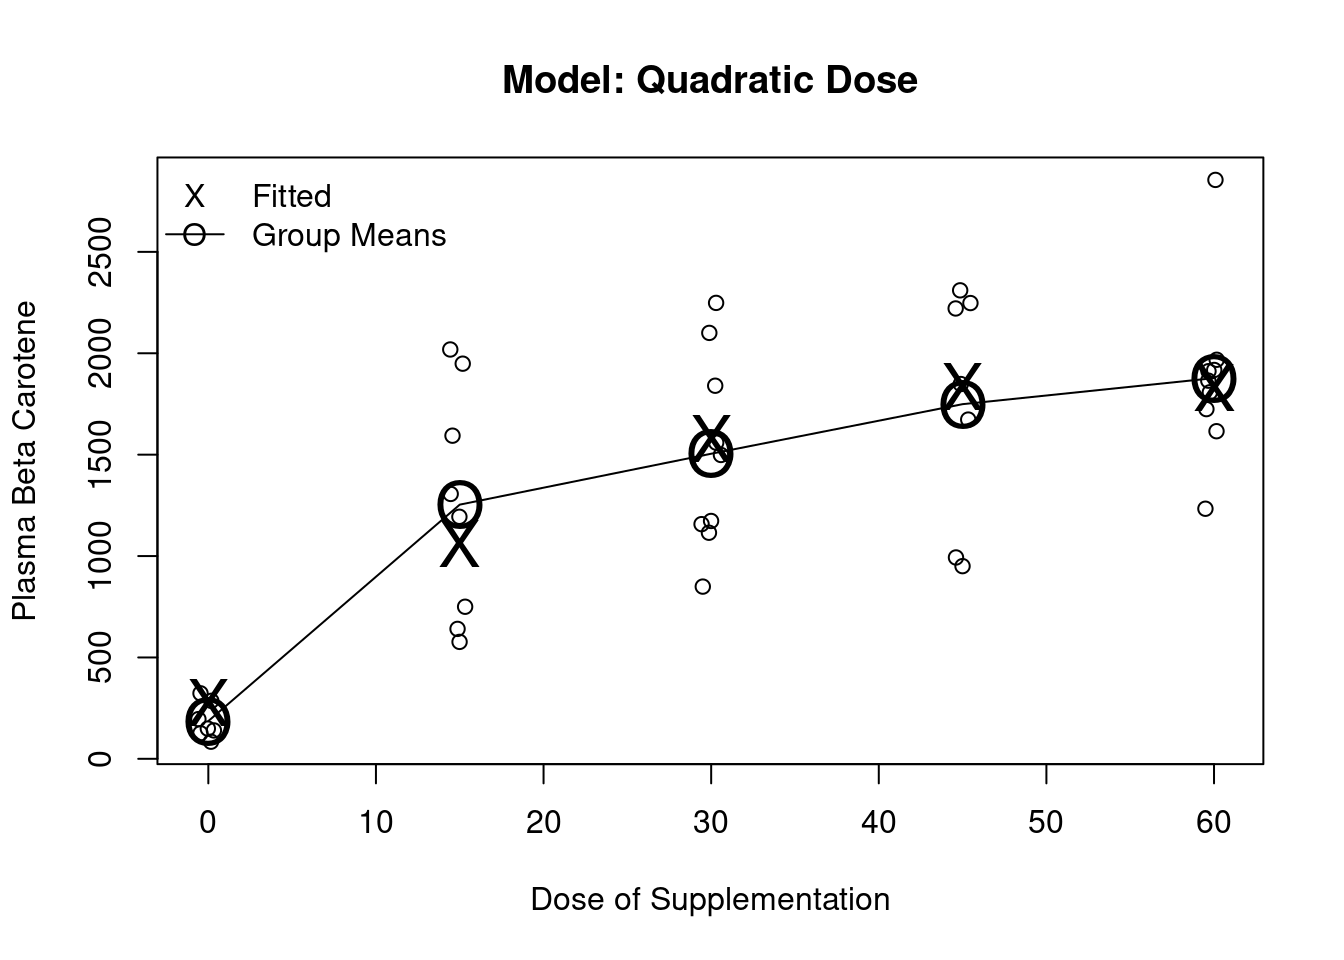 Model: Quadratic Dose
X Fitted
Group Means
Plasma Beta Carotene
2500
2000
1500
1000
500
0
0 10 20 30 40 50 60
Dose of Supplementation